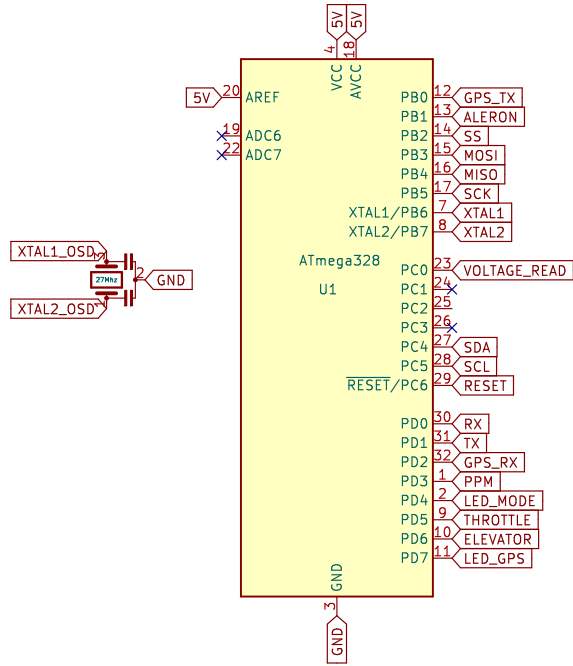 5V
5V
4
18
VCC
AVCC
5V 20 AREF
19 ADC6
22 ADC7
PB0 12 GPS_TX
PB1 13 ALERON
PB2 14 SS
PB3 15 MOSI
PB4 16 MISO
PB5 17 SCK
XTAL1/PB6 7 XTAL1
XTAL2/PB7 8 XTAL2
XTAL1_OSD 3
27Mhz 2 GND
XTAL2_OSD 1
ATmega328
U1
PC0 23 VOLTAGE_READ
PC1 24
PC2 25
PC3 26
PC4 27 SDA
PC5 28 SCL
RESET/PC6 29 RESET
PD0 30 RX
PD1 31 TX
PD2 32 GPS_RX
PD3 1 PPM
PD4 2 LED_MODE
PD5 9 THROTTLE
PD6 10 ELEVATOR
PD7 11 LED_GPS
GND
3
GND